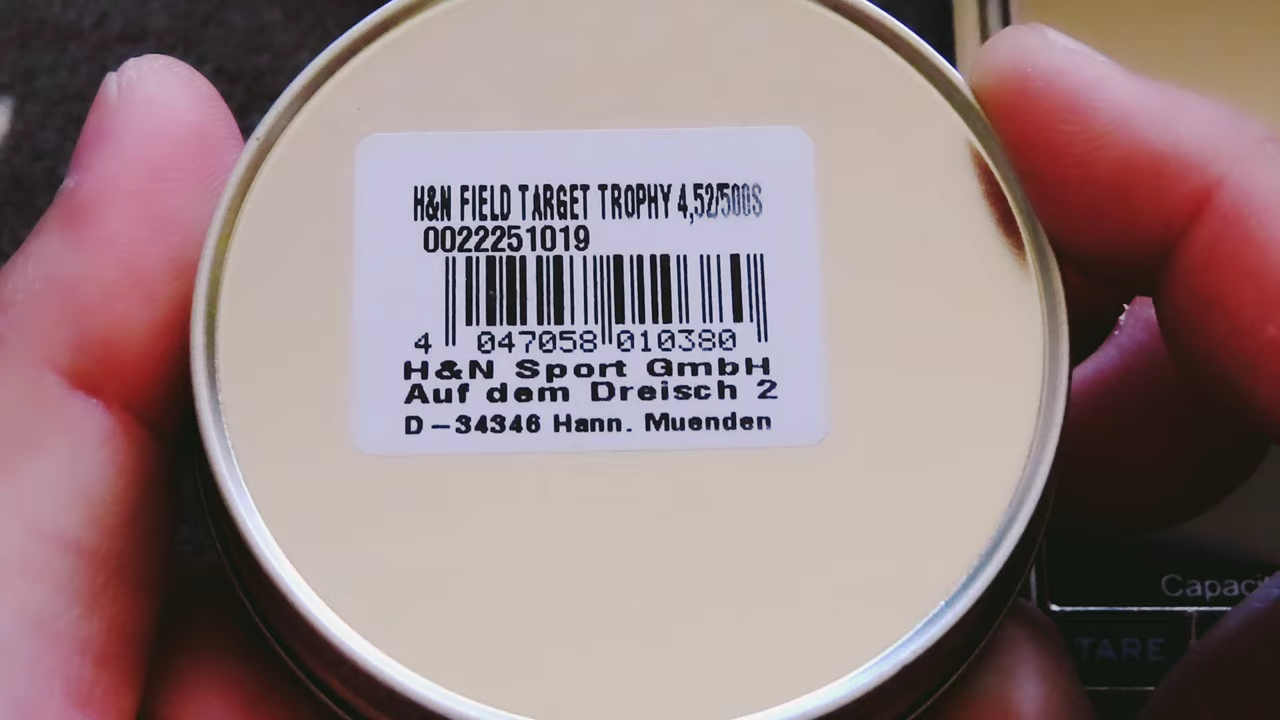 H&N FIELD TARGET TROPHY 4,52/500S
0022251019
4 047058 010380
H&N Sport GmbH
Auf dem Dreisch 2
D-34346 Hann. Muenden
TARE